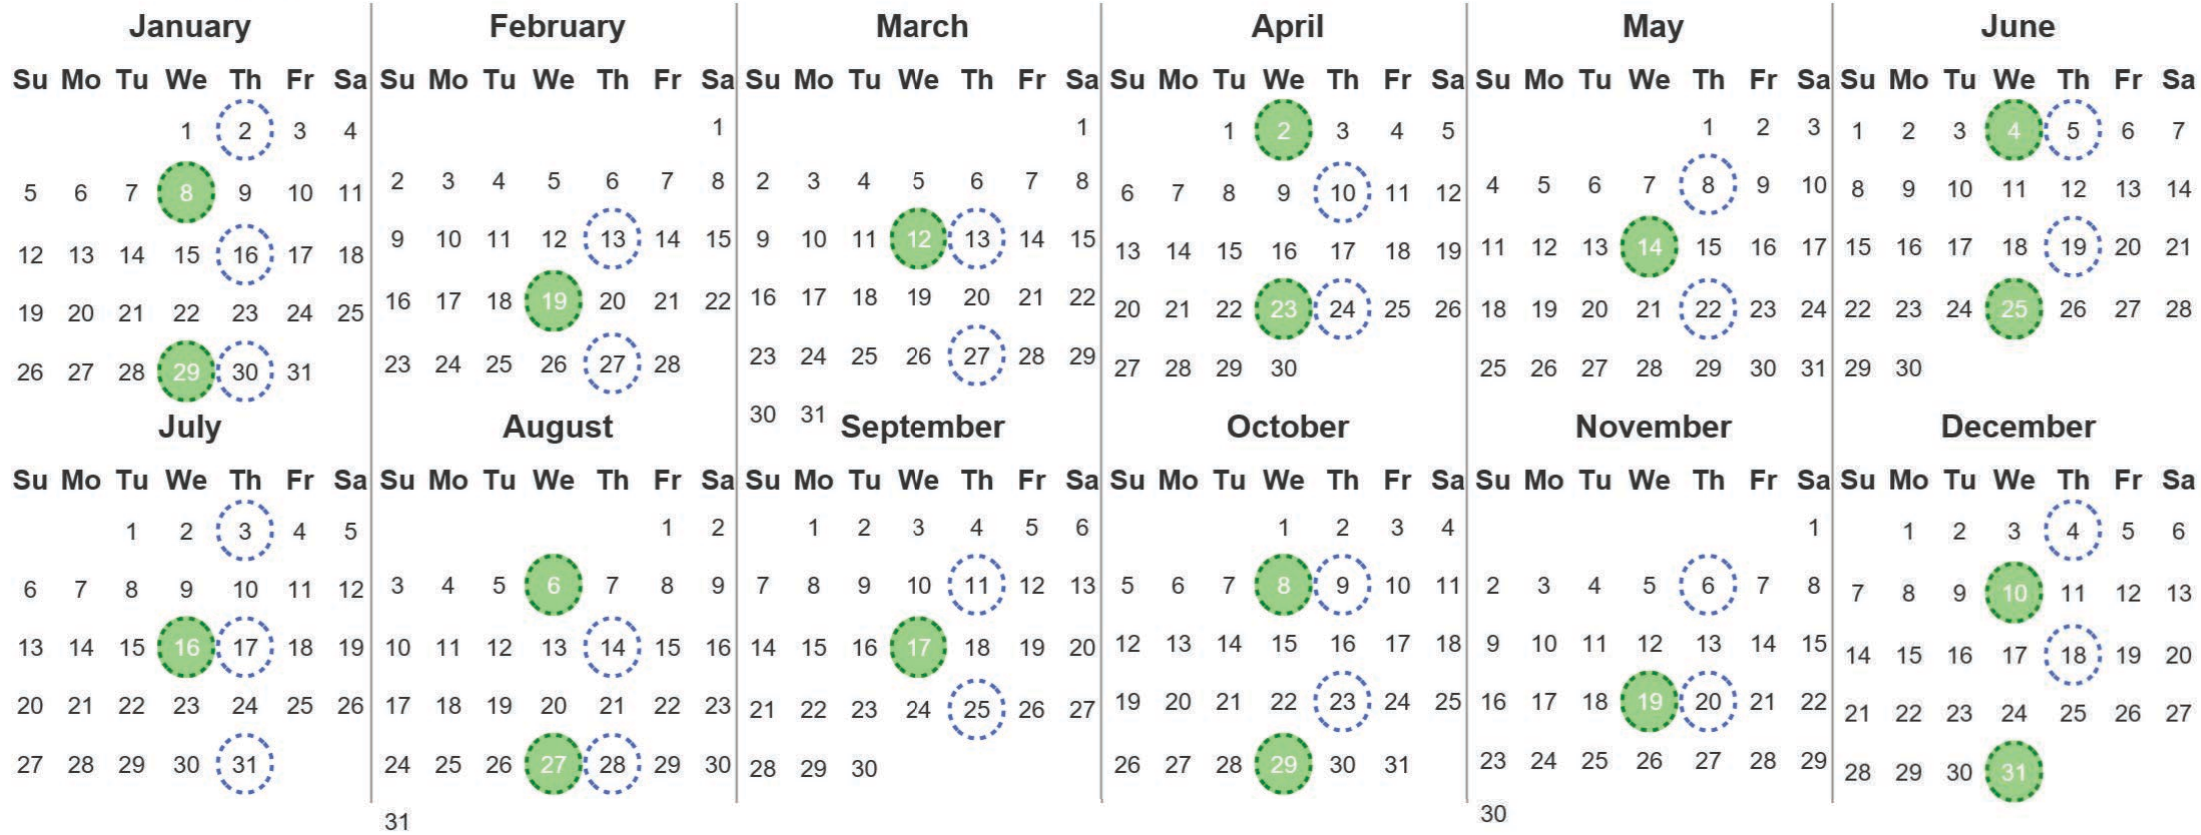 January
Su Mo Tu We Th Fr Sa
1 2 3 4
5 6 7 8 9 10 11
12 13 14 15 16 17 18
19 20 21 22 23 24 25
26 27 28 29 30 31
February
Su Mo Tu We Th Fr Sa
1
2 3 4 5 6 7 8
9 10 11 12 13 14 15
16 17 18 19 20 21 22
23 24 25 26 27 28
March
Su Mo Tu We Th Fr Sa
1
2 3 4 5 6 7 8
9 10 11 12 13 14 15
16 17 18 19 20 21 22
23 24 25 26 27 28 29
30 31
April
Su Mo Tu We Th Fr Sa
1 2 3 4 5
6 7 8 9 10 11 12
13 14 15 16 17 18 19
20 21 22 23 24 25 26
27 28 29 30
May
Su Mo Tu We Th Fr Sa
1 2 3
4 5 6 7 8 9 10
11 12 13 14 15 16 17
18 19 20 21 22 23 24
25 26 27 28 29 30 31
June
Su Mo Tu We Th Fr Sa
1 2 3 4 5 6 7
8 9 10 11 12 13 14
15 16 17 18 19 20 21
22 23 24 25 26 27 28
29 30
July
Su Mo Tu We Th Fr Sa
1 2 3 4 5
6 7 8 9 10 11 12
13 14 15 16 17 18 19
20 21 22 23 24 25 26
27 28 29 30 31
August
Su Mo Tu We Th Fr Sa
1 2
3 4 5 6 7 8 9
10 11 12 13 14 15 16
17 18 19 20 21 22 23
24 25 26 27 28 29 30
31
September
Su Mo Tu We Th Fr Sa
1 2 3 4 5 6
7 8 9 10 11 12 13
14 15 16 17 18 19 20
21 22 23 24 25 26 27
28 29 30
October
Su Mo Tu We Th Fr Sa
1 2 3 4
5 6 7 8 9 10 11
12 13 14 15 16 17 18
19 20 21 22 23 24 25
26 27 28 29 30 31
November
Su Mo Tu We Th Fr Sa
1
2 3 4 5 6 7 8
9 10 11 12 13 14 15
16 17 18 19 20 21 22
23 24 25 26 27 28 29
30
December
Su Mo Tu We Th Fr Sa
1 2 3 4 5 6
7 8 9 10 11 12 13
14 15 16 17 18 19 20
21 22 23 24 25 26 27
28 29 30 31